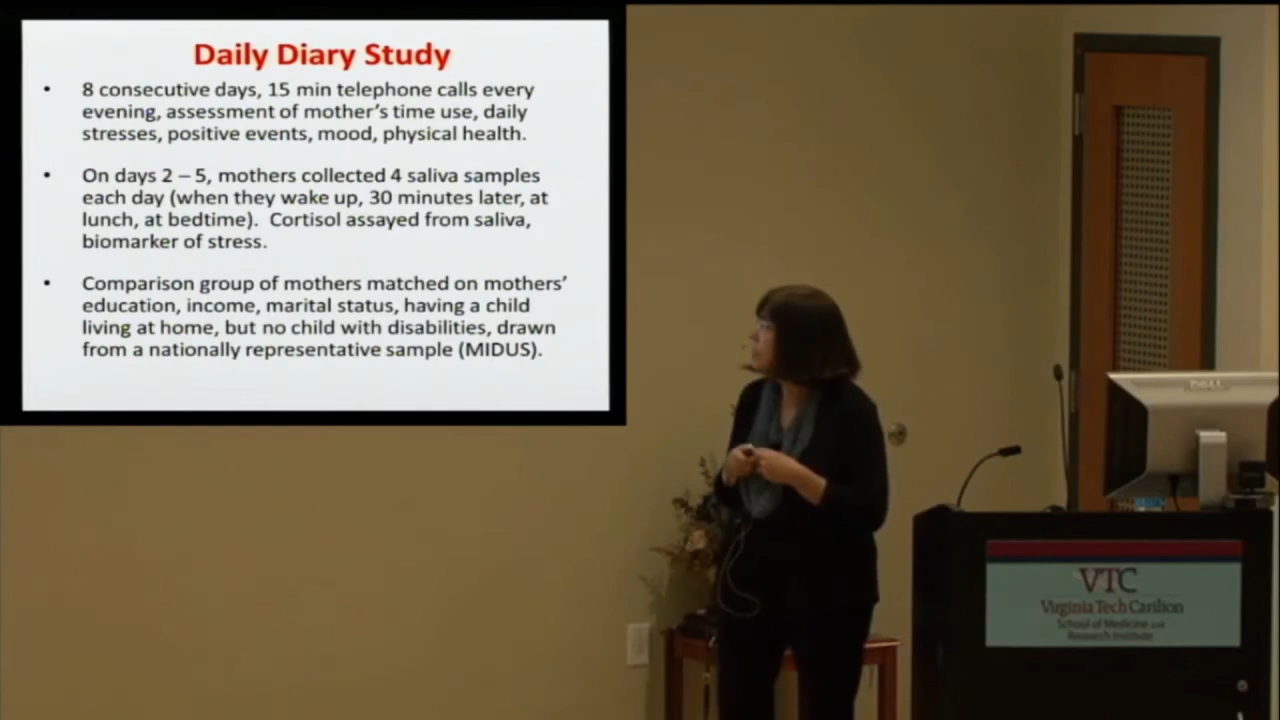 Daily Diary Study
• 8 consecutive days, 15 min telephone calls every
evening, assessment of mother's time use, daily
stresses, positive events, mood, physical health.
• On days 2 – 5, mothers collected 4 saliva samples
each day (when they wake up, 30 minutes later, at
lunch, at bedtime). Cortisol assayed from saliva,
biomarker of stress.
• Comparison group of mothers matched on mothers'
education, income, marital status, having a child
living at home, but no child with disabilities, drawn
from a nationally representative sample (MIDUS).
DELL
VTC
Virginia Tech Carilion
School of Medicine and
Research Institute